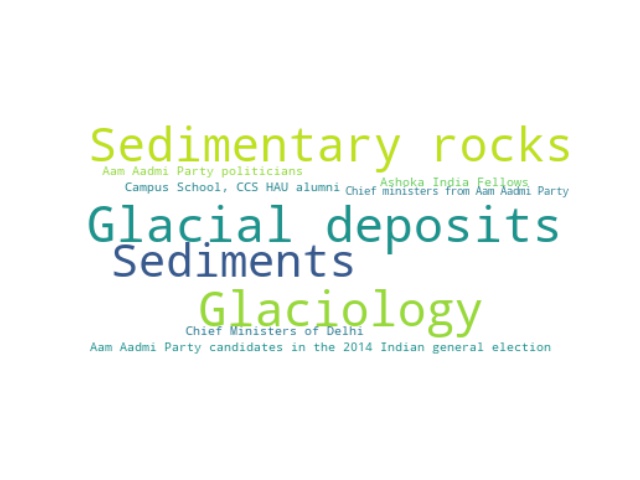 Sedimentary rocks
Aam Aadmi Party politicians
Ashoka India Fellows
Campus School, CCS HAU alumni
Chief ministers from Aam Aadmi Party
Glacial deposits
Sediments
Glaciology
Chief Ministers of Delhi
Aam Aadmi Party candidates in the 2014 Indian general election